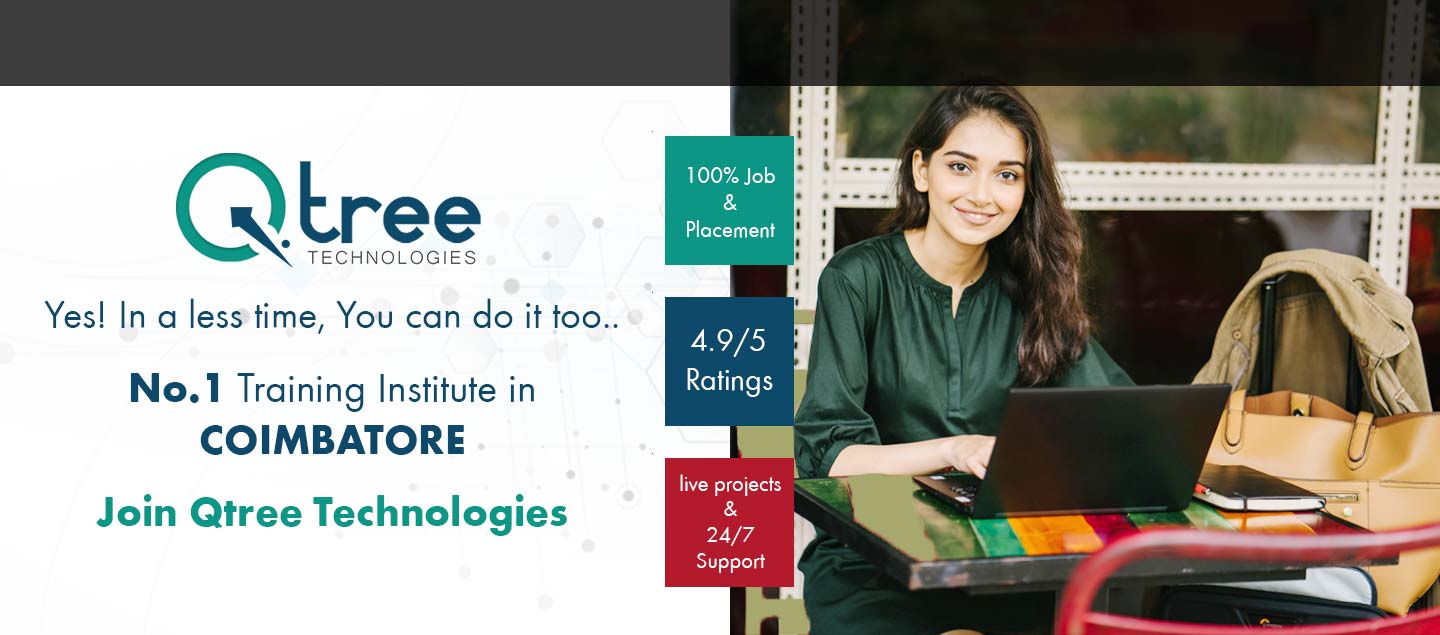 Qtree
TECHNOLOGIES
Yes! In a less time, You can do it too..
No.1 Training Institute in
COIMBATORE
Join Qtree Technologies
100% Job
&
Placement
4.9/5
Ratings
live projects
&
24/7
Support